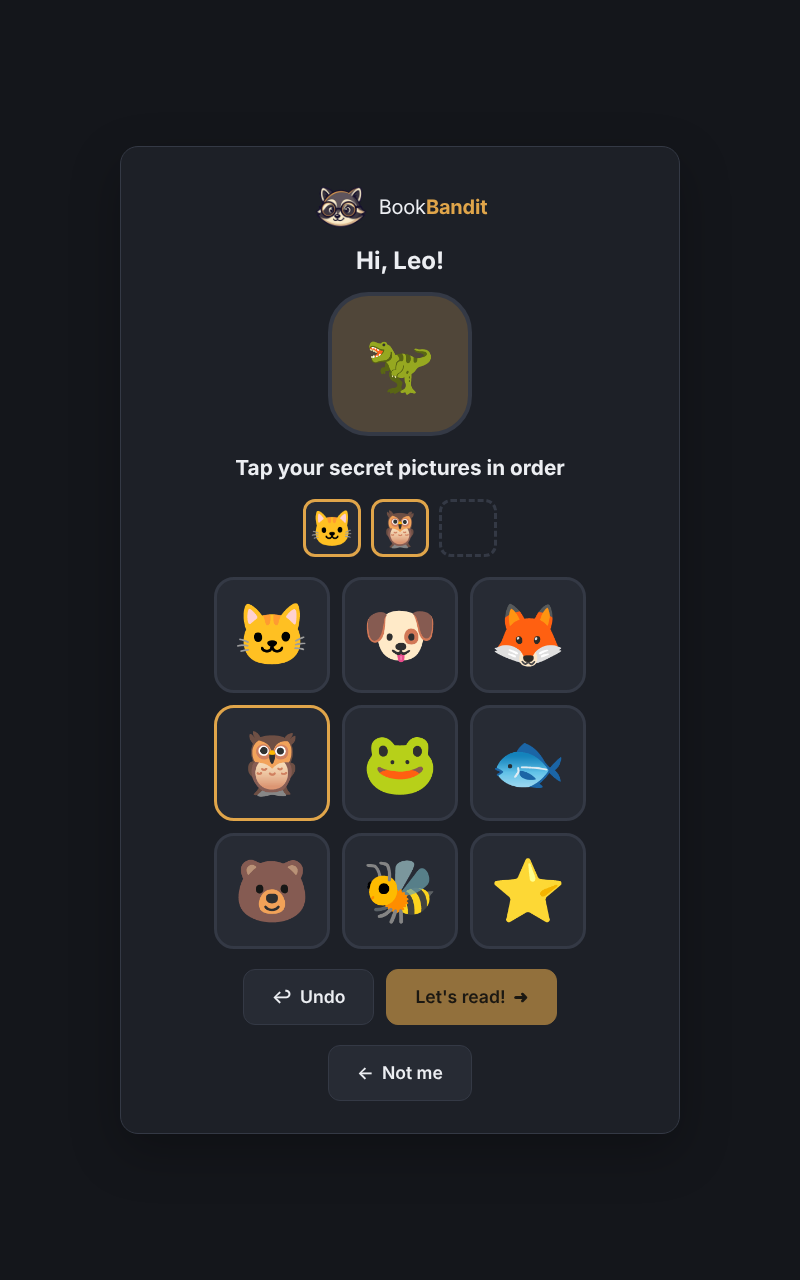 BookBandit
Hi, Leo!
Tap your secret pictures in order
↩ Undo
Let's read! ➜
← Not me